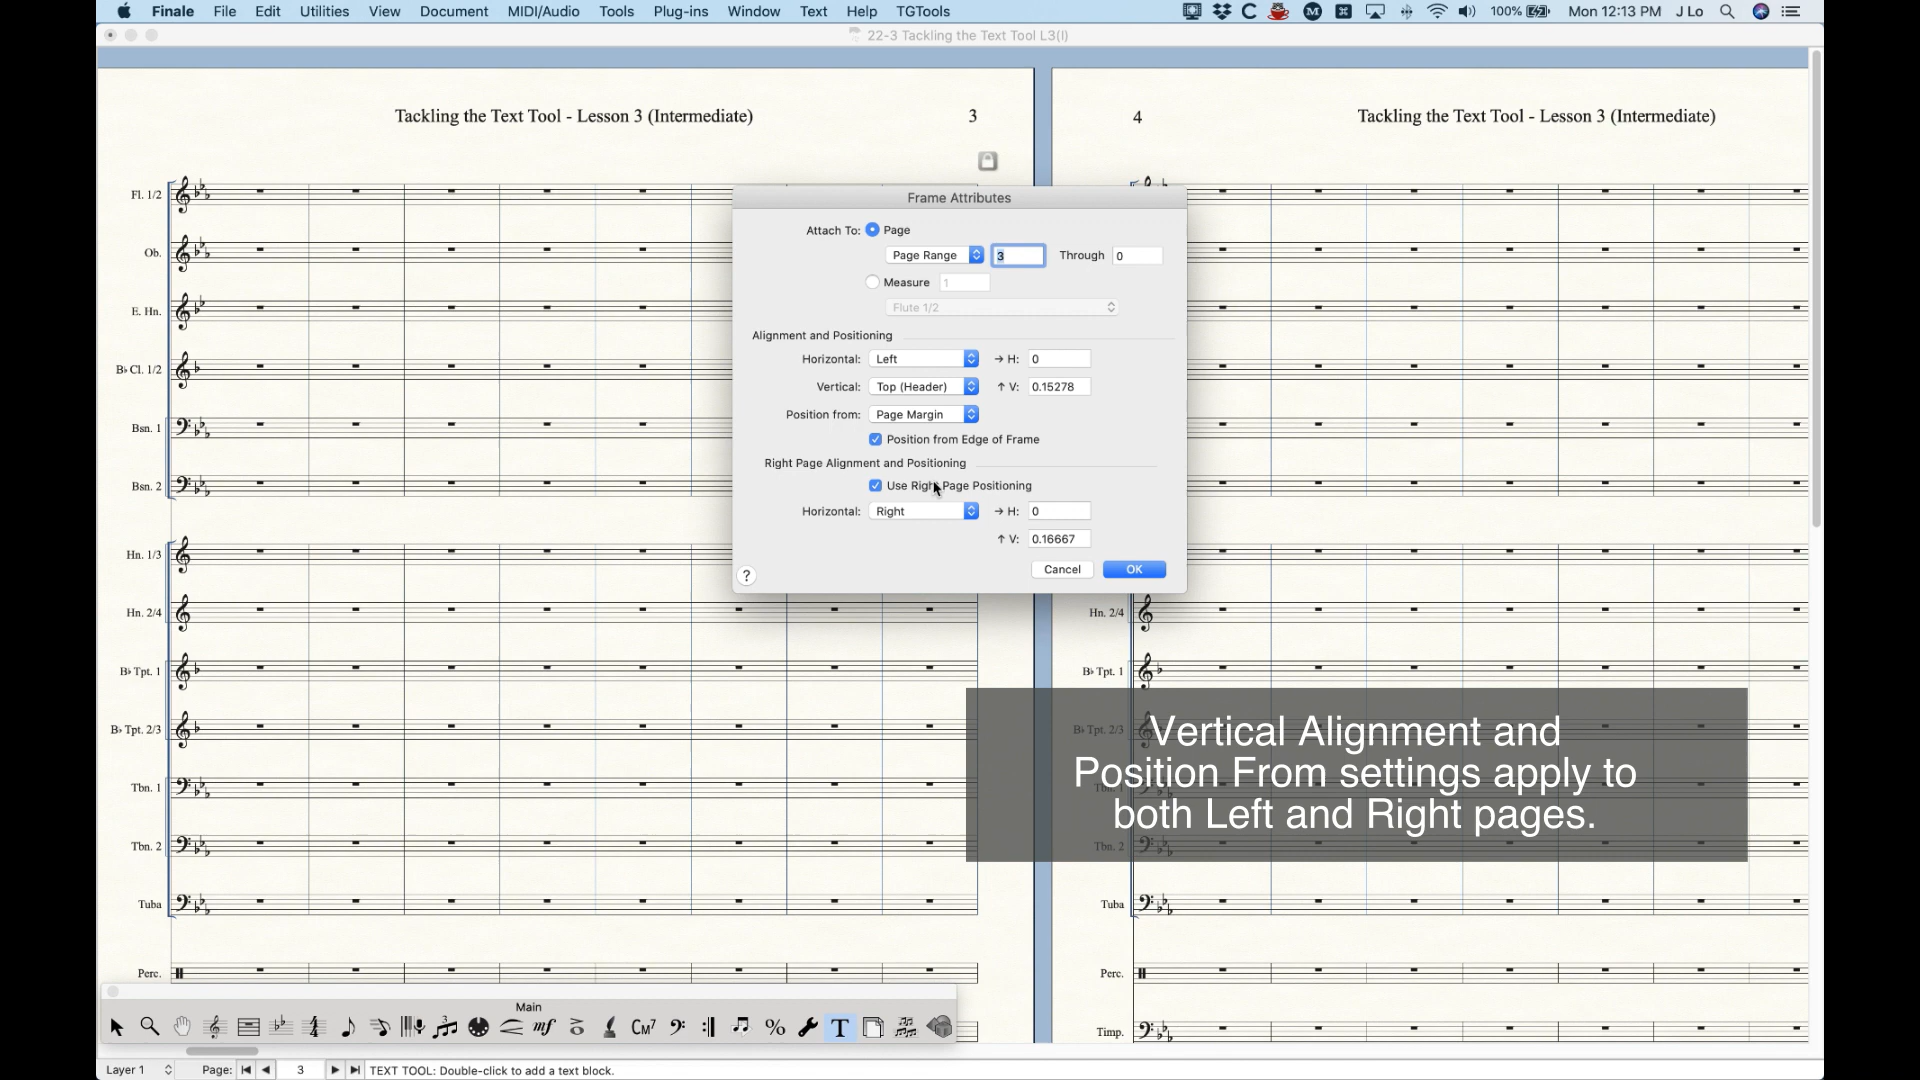 Finale File Edit Utilities View Document MIDI/Audio Tools Plug-ins Window Text Help TGTools 100% Mon 12:13 PM J Lo
22-3 Tackling the Text Tool L3(I)
Tackling the Text Tool - Lesson 3 (Intermediate) 3
4 Tackling the Text Tool - Lesson 3 (Intermediate)
Frame Attributes
Attach To: Page
Page Range 3 Through 0
Measure 1
Flute 1/2
Alignment and Positioning
Horizontal: Left → H: 0
Vertical: Top (Header) ↑ V: 0.15278
Position from: Page Margin
Position from Edge of Frame
Right Page Alignment and Positioning
Use Right Page Positioning
Horizontal: Right → H: 0
↑ V: 0.16667
? Cancel OK
Fl. 1/2
Ob.
E. Hn.
B♭ Cl. 1/2
Bsn. 1
Bsn. 2
Hn. 1/3
Hn. 2/4
B♭ Tpt. 1
B♭ Tpt. 2/3
Tbn. 1
Tbn. 2
Tuba
Perc.
Hn. 2/4
B♭ Tpt. 1
B♭ Tpt. 2/3
Tbn. 1
Tbn. 2
Tuba
Perc.
Timp.
Vertical Alignment and
Position From settings apply to
both Left and Right pages.
Main
mf CM7 % T
Layer 1 Page: 3 TEXT TOOL: Double-click to add a text block.